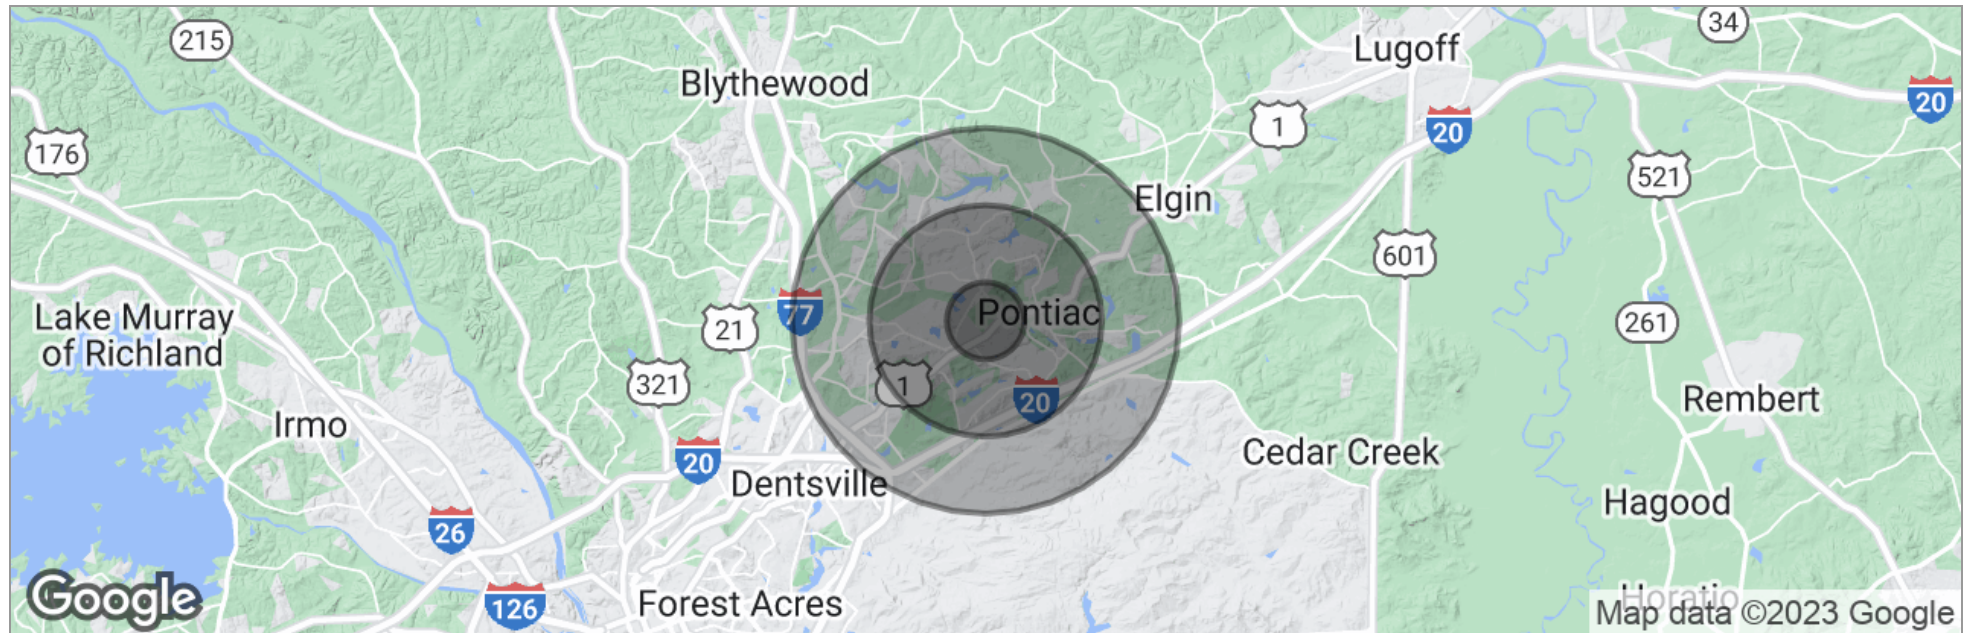 215
34
Lugoff
Blythewood
20
1
20
176
521
Elgin
601
77
Pontiac
Lake Murray
of Richland
21
261
321
1
20
Rembert
Irmo
Cedar Creek
20
Dentsville
Hagood
26
Google
126
Forest Acres
Horatio
Map data ©2023 Google